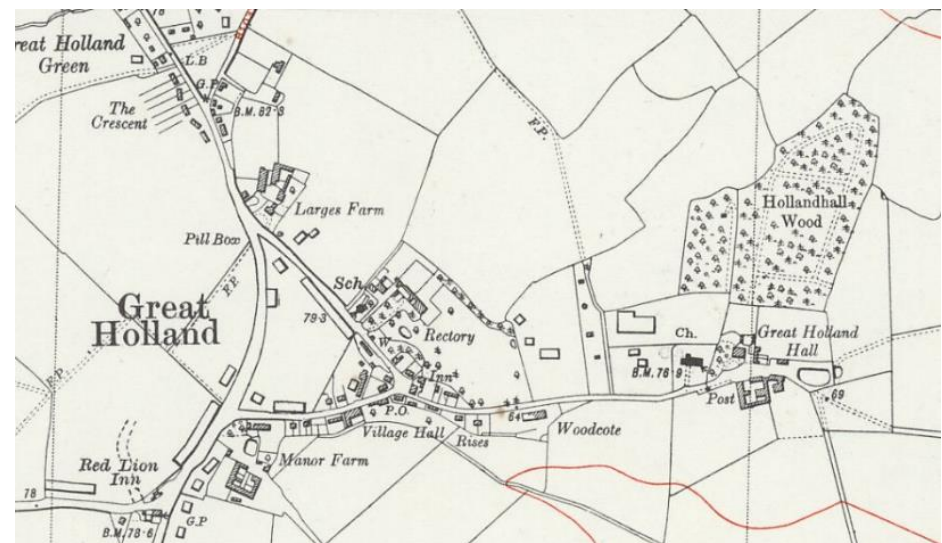 reat Holland
Green
L.B
G.P
The
Crescent
B.M. 82·3
F.P.
Hollandhall
Wood
Larges Farm
Pill Box
F.P.
Sch.
Great
Holland
79·3
Rectory
W
Ch.
Great Holland
Hall
Inn
B.M. 76·9
F.P.
P.O.
Post
69
64
Village Hall
Rises
Woodcote
Manor Farm
Red Lion
Inn
78
G.P
B.M. 78·6